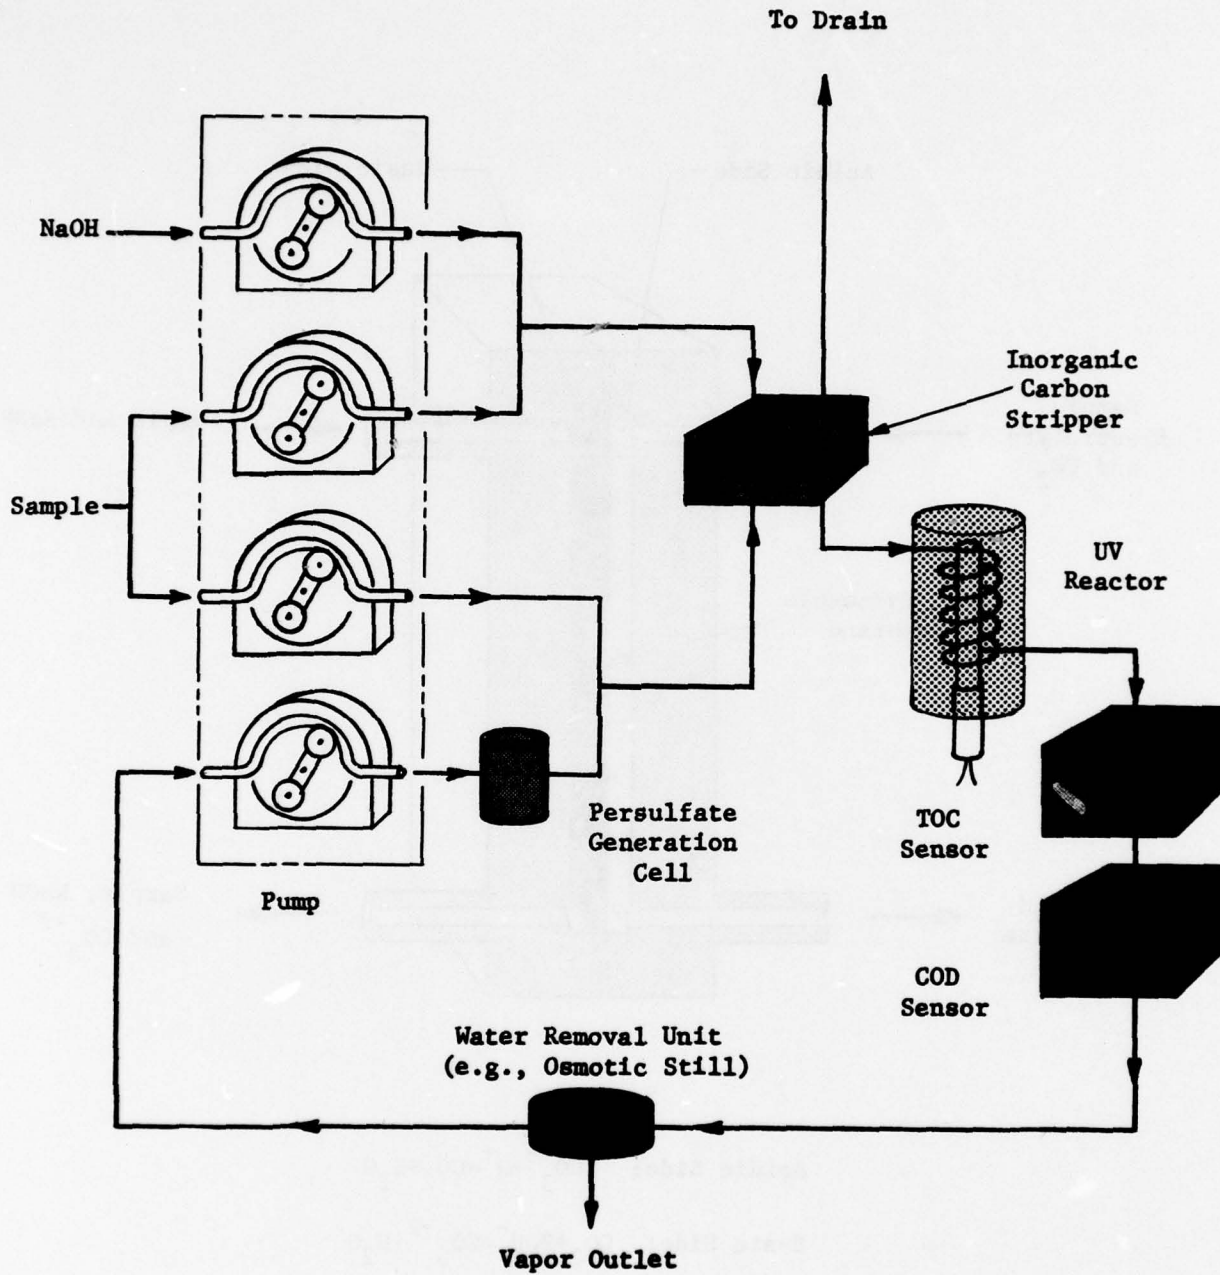 To Drain
NaOH
Inorganic
Carbon
Stripper
Sample
UV
Reactor
Persulfate
Generation
Cell
TOC
Sensor
Pump
COD
Sensor
Water Removal Unit
(e.g., Osmotic Still)
Vapor Outlet